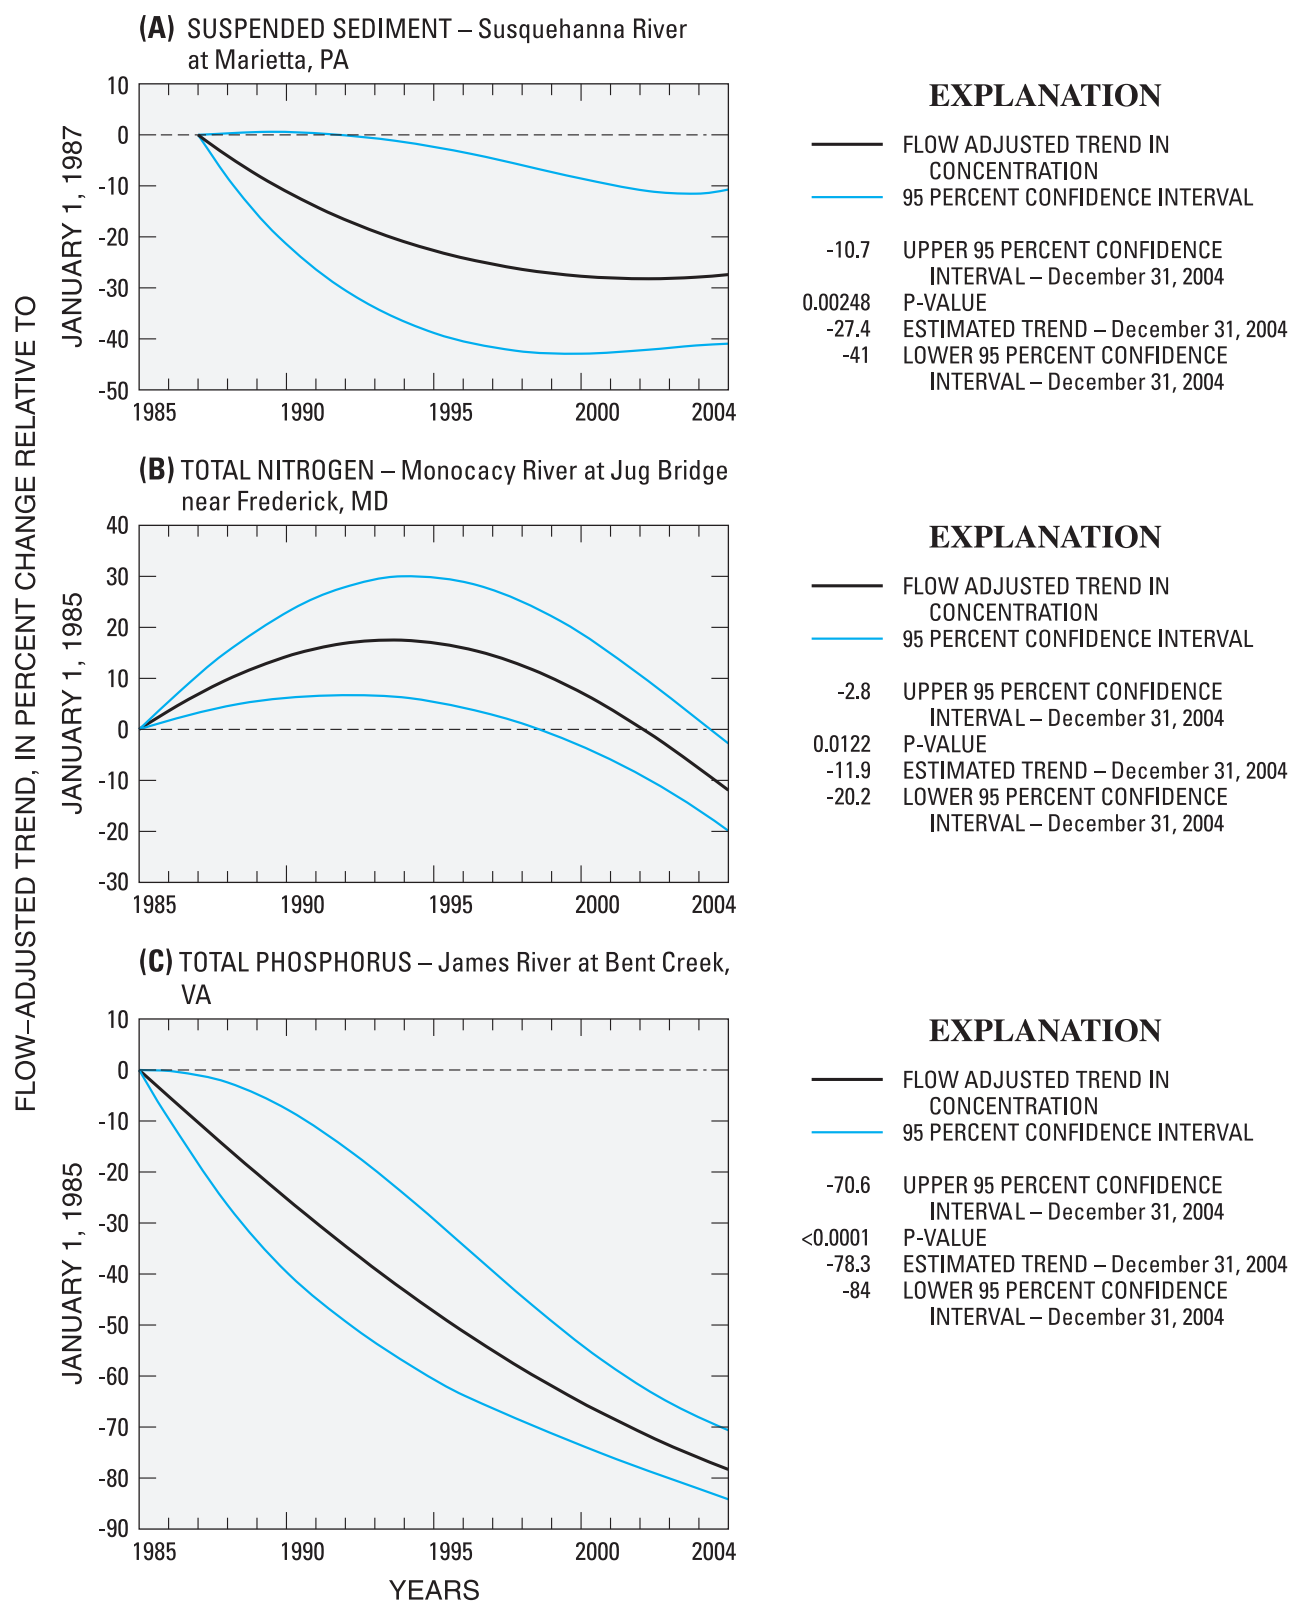 FLOW–ADJUSTED TREND, IN PERCENT CHANGE RELATIVE TO
(A) SUSPENDED SEDIMENT – Susquehanna River
at Marietta, PA
JANUARY 1, 1987
10
0
-10
-20
-30
-40
-50
1985 1990 1995 2000 2004
EXPLANATION
FLOW ADJUSTED TREND IN
CONCENTRATION
95 PERCENT CONFIDENCE INTERVAL
-10.7 UPPER 95 PERCENT CONFIDENCE
INTERVAL – December 31, 2004
0.00248 P-VALUE
-27.4 ESTIMATED TREND – December 31, 2004
-41 LOWER 95 PERCENT CONFIDENCE
INTERVAL – December 31, 2004
(B) TOTAL NITROGEN – Monocacy River at Jug Bridge
near Frederick, MD
JANUARY 1, 1985
40
30
20
10
0
-10
-20
-30
1985 1990 1995 2000 2004
EXPLANATION
FLOW ADJUSTED TREND IN
CONCENTRATION
95 PERCENT CONFIDENCE INTERVAL
-2.8 UPPER 95 PERCENT CONFIDENCE
INTERVAL – December 31, 2004
0.0122 P-VALUE
-11.9 ESTIMATED TREND – December 31, 2004
-20.2 LOWER 95 PERCENT CONFIDENCE
INTERVAL – December 31, 2004
(C) TOTAL PHOSPHORUS – James River at Bent Creek,
VA
JANUARY 1, 1985
10
0
-10
-20
-30
-40
-50
-60
-70
-80
-90
1985 1990 1995 2000 2004
YEARS
EXPLANATION
FLOW ADJUSTED TREND IN
CONCENTRATION
95 PERCENT CONFIDENCE INTERVAL
-70.6 UPPER 95 PERCENT CONFIDENCE
INTERVAL – December 31, 2004
<0.0001 P-VALUE
-78.3 ESTIMATED TREND – December 31, 2004
-84 LOWER 95 PERCENT CONFIDENCE
INTERVAL – December 31, 2004